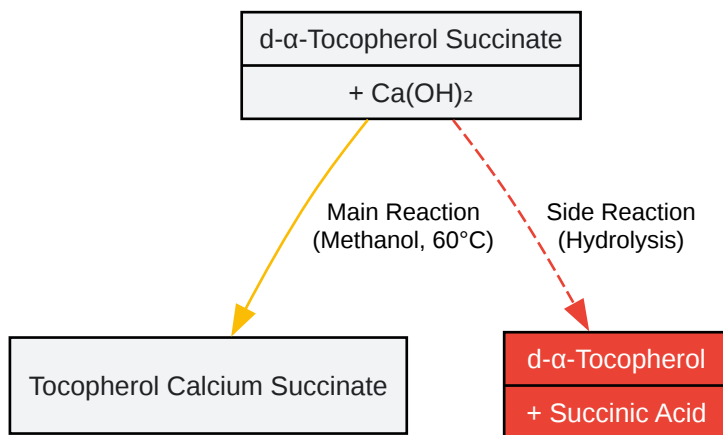 d-α-Tocopherol Succinate
+ Ca(OH)₂
Main Reaction
(Methanol, 60°C)
Side Reaction
(Hydrolysis)
Tocopherol Calcium Succinate
d-α-Tocopherol
+ Succinic Acid